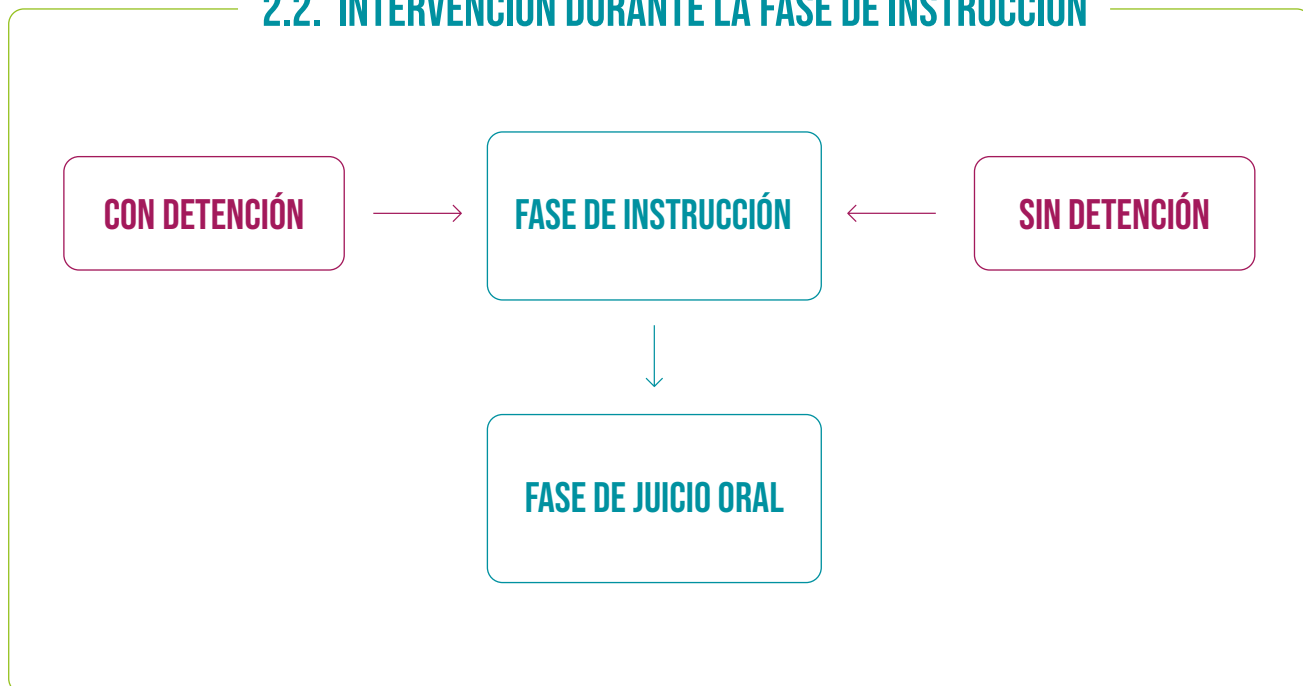 2.2. INTERVENCIÓN DURANTE LA FASE DE INSTRUCCIÓN
CON DETENCIÓN
FASE DE INSTRUCCIÓN
SIN DETENCIÓN
FASE DE JUICIO ORAL